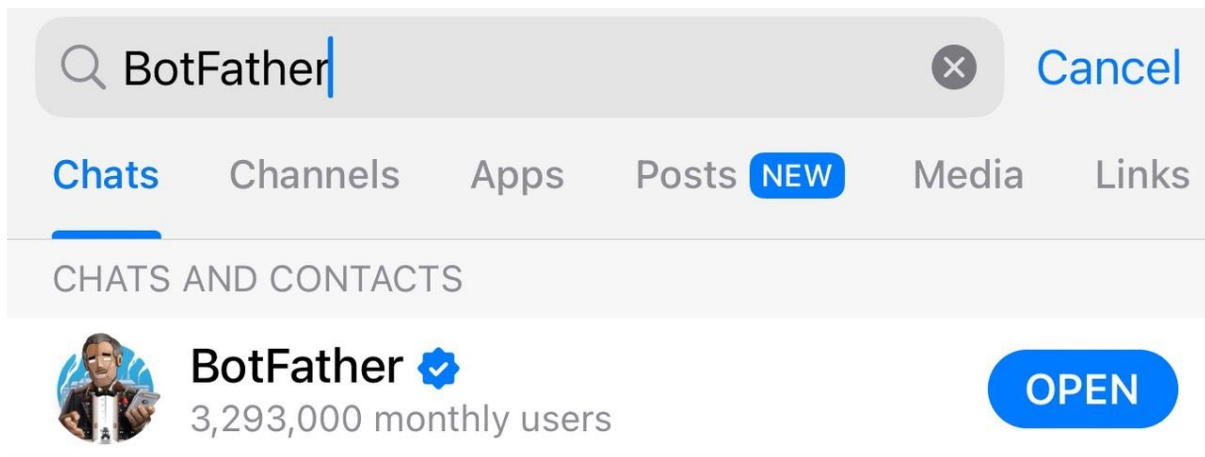 BotFather
Cancel
Chats Channels Apps Posts NEW Media Links
CHATS AND CONTACTS
BotFather
3,293,000 monthly users
OPEN